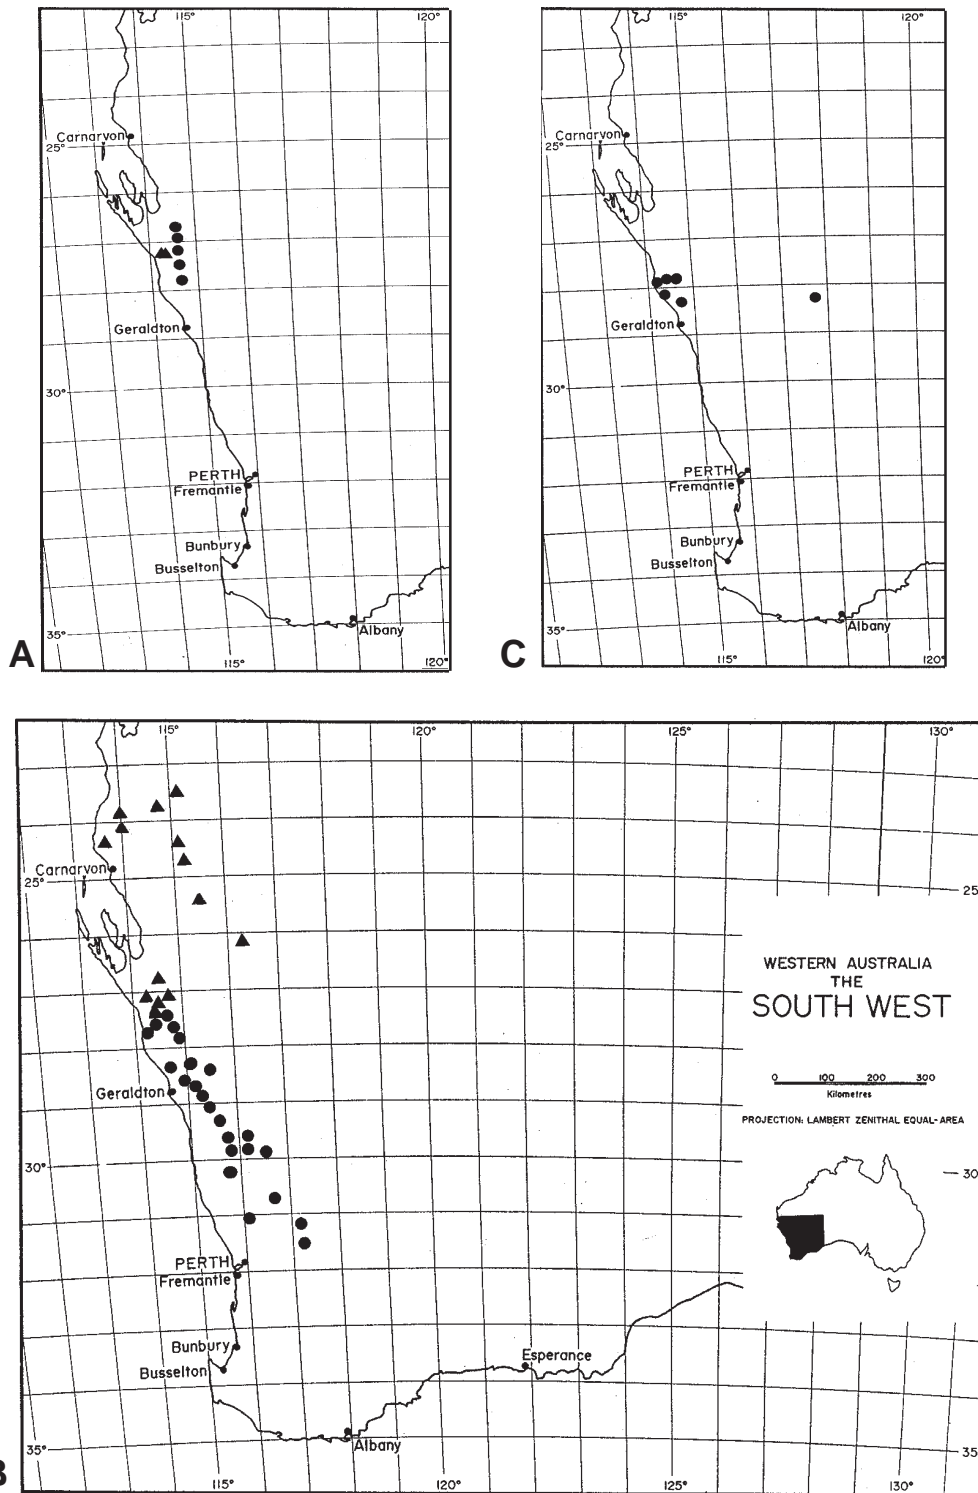 115°
120°
Carnarvon
25°
Geraldton
30°
PERTH
Fremantle
Bunbury
Busselton
35°
Albany
115°
120°
A
115°
120°
Carnarvon
25°
Geraldton
30°
PERTH
Fremantle
Bunbury
Busselton
35°
Albany
115°
120°
C
115°
120°
125°
130°
Carnarvon
25°
25
WESTERN AUSTRALIA
THE
SOUTH WEST
0 100 200 300
Kilometres
PROJECTION: LAMBERT ZENITHAL EQUAL-AREA
Geraldton
30°
30
PERTH
Fremantle
Bunbury
Busselton
Esperance
Albany
35°
35
115°
120°
125°
130°
B